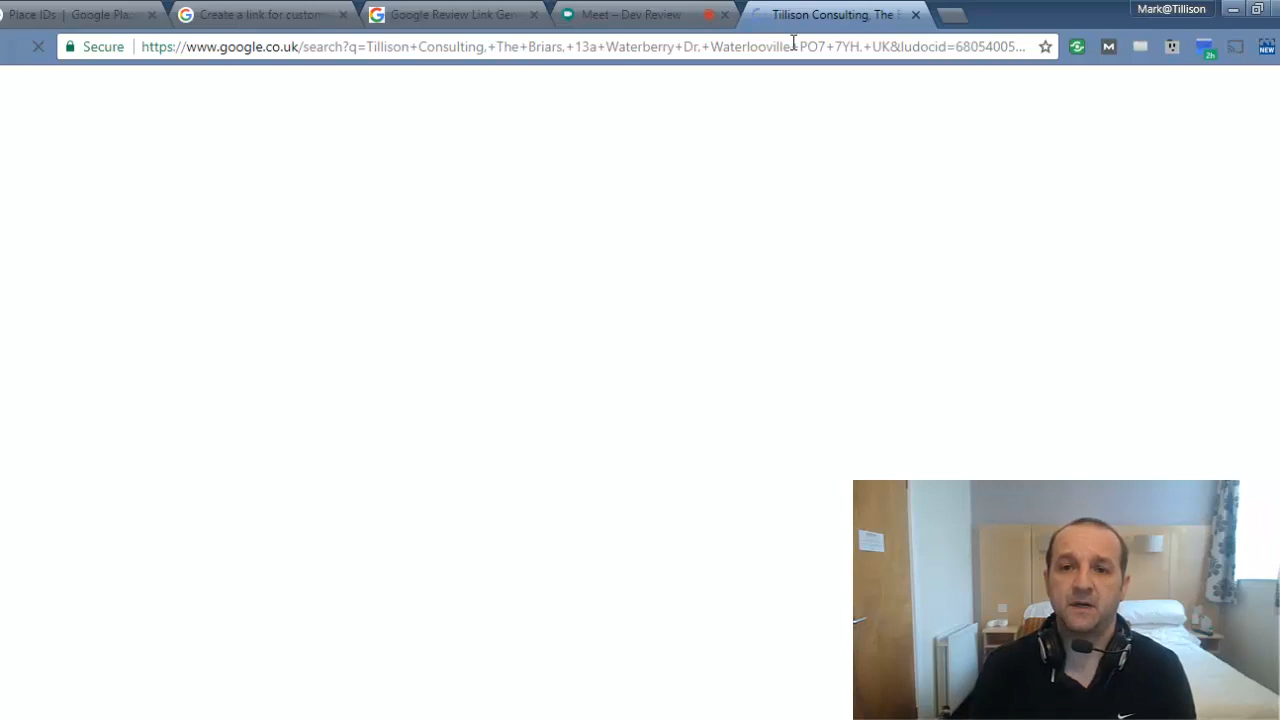 Place IDs | Google Pla. Create a link for custom Google Review Link Gen Meet – Dev Review Tillison Consulting, The B Mark@Tillison
Secure https://www.google.co.uk/search?q=Tillison+Consulting,+The+Briars,+13a+Waterberry+Dr,+Waterlooville,+PO7+7YH,+UK&ludocid=68054005... M 2h NEW